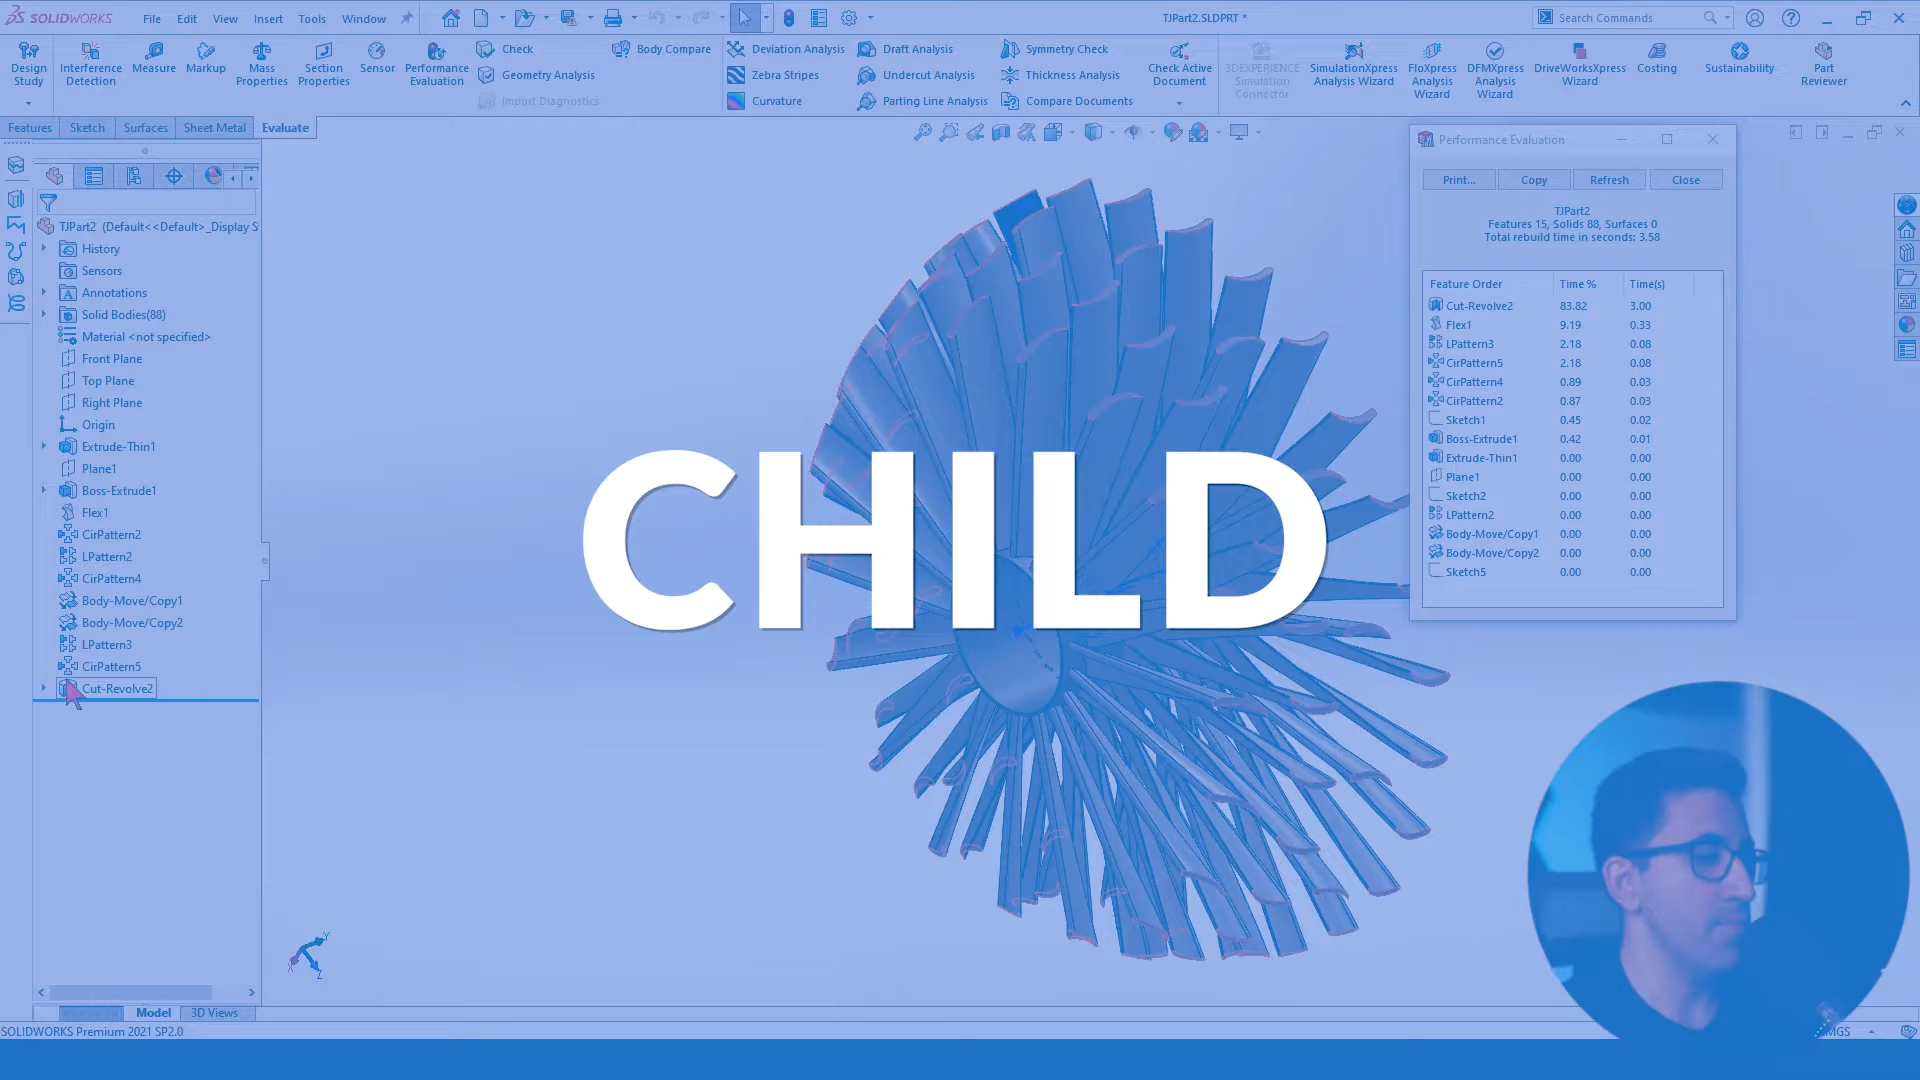 SOLIDWORKS File Edit View Insert Tools Window TJPart2.SLDPRT * Search Commands
Design Study
Interference Detection
Measure
Markup
Mass Properties
Section Properties
Sensor
Performance Evaluation
Check
Geometry Analysis
Import Diagnostics
Body Compare
Deviation Analysis
Zebra Stripes
Curvature
Draft Analysis
Undercut Analysis
Parting Line Analysis
Symmetry Check
Thickness Analysis
Compare Documents
Check Active Document
3DEXPERIENCE Simulation Connector
SimulationXpress Analysis Wizard
FloXpress Analysis Wizard
DFMXpress Analysis Wizard
DriveWorksXpress Wizard
Costing
Sustainability
Part Reviewer
Features Sketch Surfaces Sheet Metal Evaluate
TJPart2 (Default<<Default>_Display S
History
Sensors
Annotations
Solid Bodies(88)
Material <not specified>
Front Plane
Top Plane
Right Plane
Origin
Extrude-Thin1
Plane1
Boss-Extrude1
Flex1
CirPattern2
LPattern2
CirPattern4
Body-Move/Copy1
Body-Move/Copy2
LPattern3
CirPattern5
Cut-Revolve2
CHILD
Performance Evaluation
Print... Copy Refresh Close
TJPart2
Features 15, Solids 88, Surfaces 0
Total rebuild time in seconds: 3.58
Feature Order Time % Time(s)
Cut-Revolve2 83.82 3.00
Flex1 9.19 0.33
LPattern3 2.18 0.08
CirPattern5 2.18 0.08
CirPattern4 0.89 0.03
CirPattern2 0.87 0.03
Sketch1 0.45 0.02
Boss-Extrude1 0.42 0.01
Extrude-Thin1 0.00 0.00
Plane1 0.00 0.00
Sketch2 0.00 0.00
LPattern2 0.00 0.00
Body-Move/Copy1 0.00 0.00
Body-Move/Copy2 0.00 0.00
Sketch5 0.00 0.00
Y
X
Z
Model 3D Views
SOLIDWORKS Premium 2021 SP2.0
MGS